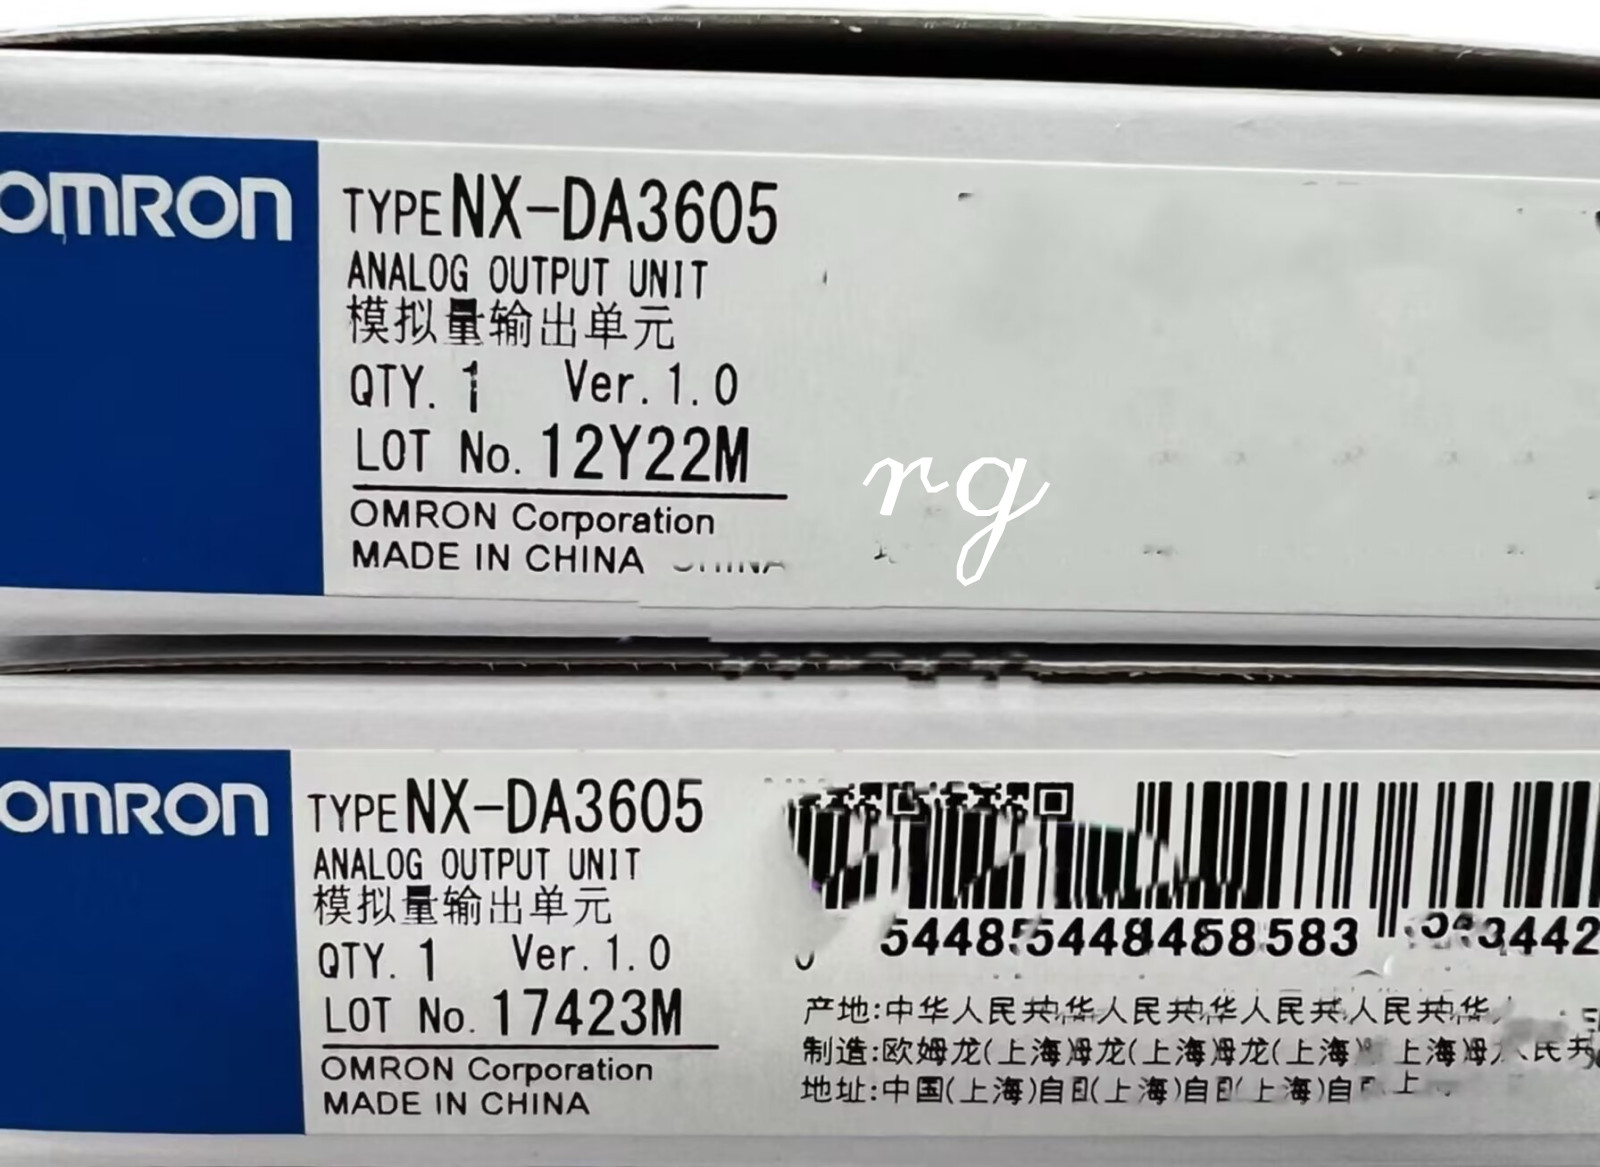 OMRON
TYPE NX-DA3605
ANALOG OUTPUT UNIT
模拟量输出单元
QTY. 1 Ver. 1.0
LOT No. 12Y22M
OMRON Corporation
MADE IN CHINA
rg
OMRON
TYPE NX-DA3605
ANALOG OUTPUT UNIT
模拟量输出单元
QTY. 1 Ver. 1.0
LOT No. 17423M
OMRON Corporation
MADE IN CHINA
产地:中华人民共华人民共华人民共人民共华
制造:欧姆龙(上海姆龙(上海姆龙(上海 上海姆人民共
地址:中国(上海)自(上海)自(上海)自 上